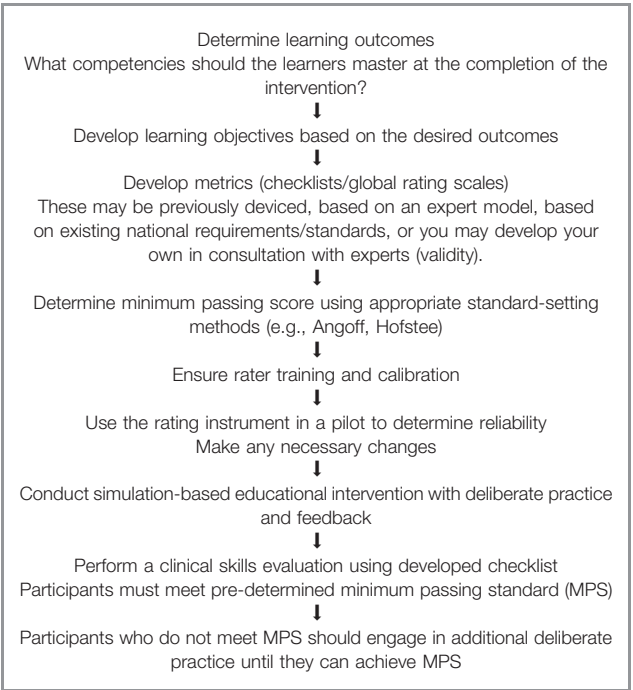 Determine learning outcomes
What competencies should the learners master at the completion of the
intervention?
Develop learning objectives based on the desired outcomes
Develop metrics (checklists/global rating scales)
These may be previously deviced, based on an expert model, based
on existing national requirements/standards, or you may develop your
own in consultation with experts (validity).
Determine minimum passing score using appropriate standard-setting
methods (e.g., Angoff, Hofstee)
Ensure rater training and calibration
Use the rating instrument in a pilot to determine reliability
Make any necessary changes
Conduct simulation-based educational intervention with deliberate practice
and feedback
Perform a clinical skills evaluation using developed checklist
Participants must meet pre-determined minimum passing standard (MPS)
Participants who do not meet MPS should engage in additional deliberate
practice until they can achieve MPS